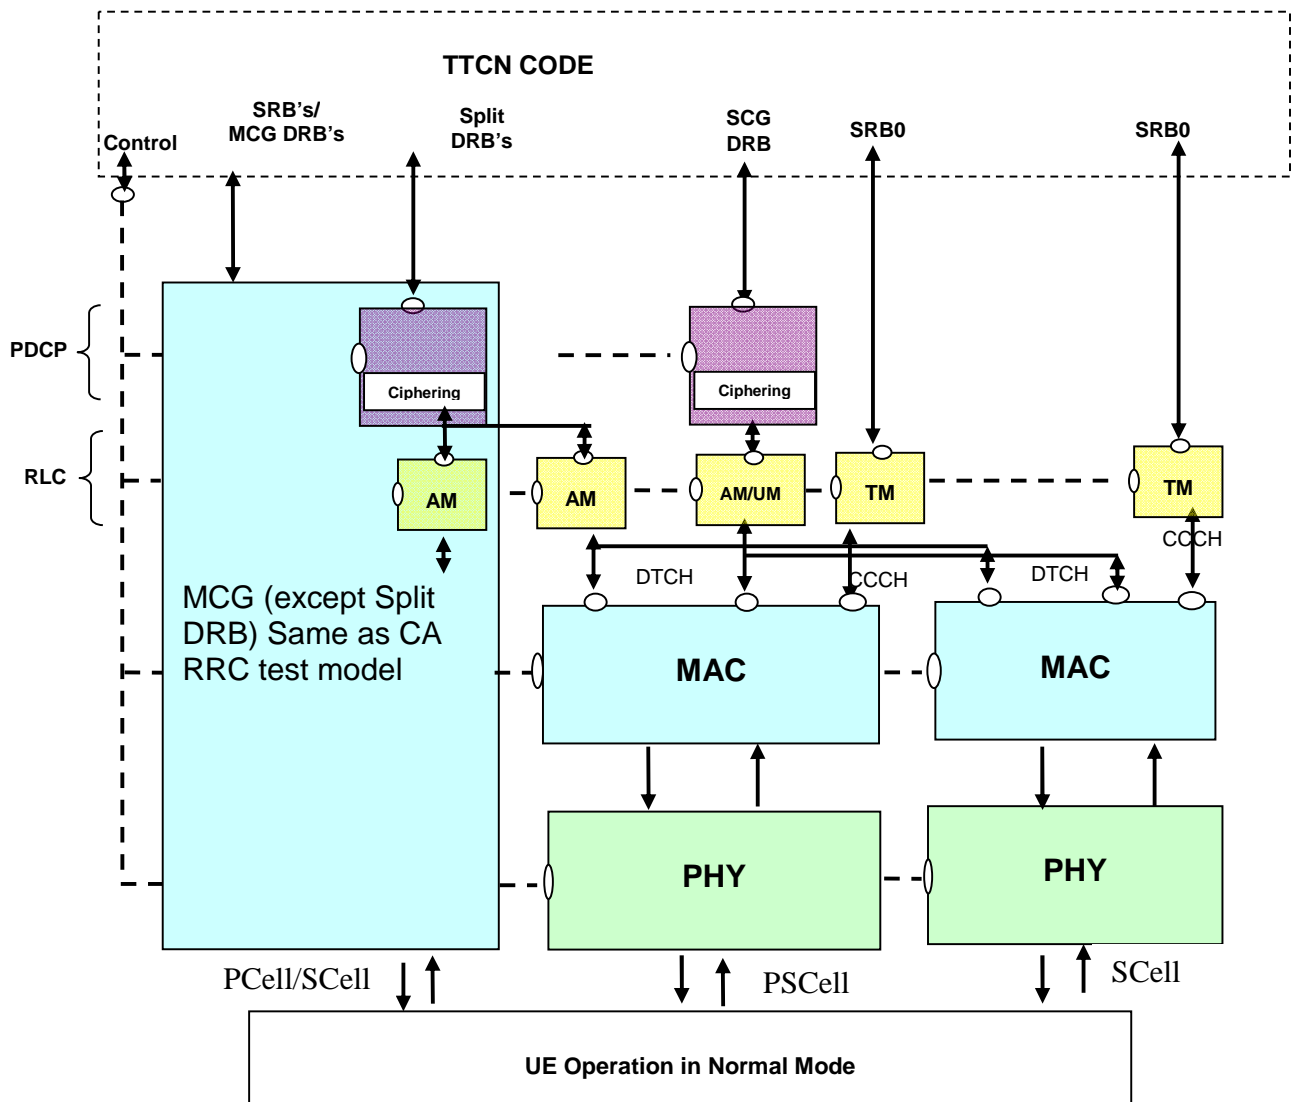 TTCN CODE
Control
SRB's/
MCG DRB's
Split
DRB's
SCG
DRB
SRB0
SRB0
PDCP
Ciphering
Ciphering
RLC
AM
AM
AM/UM
TM
TM
DTCH
CCCH
DTCH
CCCH
MCG (except Split
DRB) Same as CA
RRC test model
MAC
MAC
PHY
PHY
PCell/SCell
PSCell
SCell
UE Operation in Normal Mode